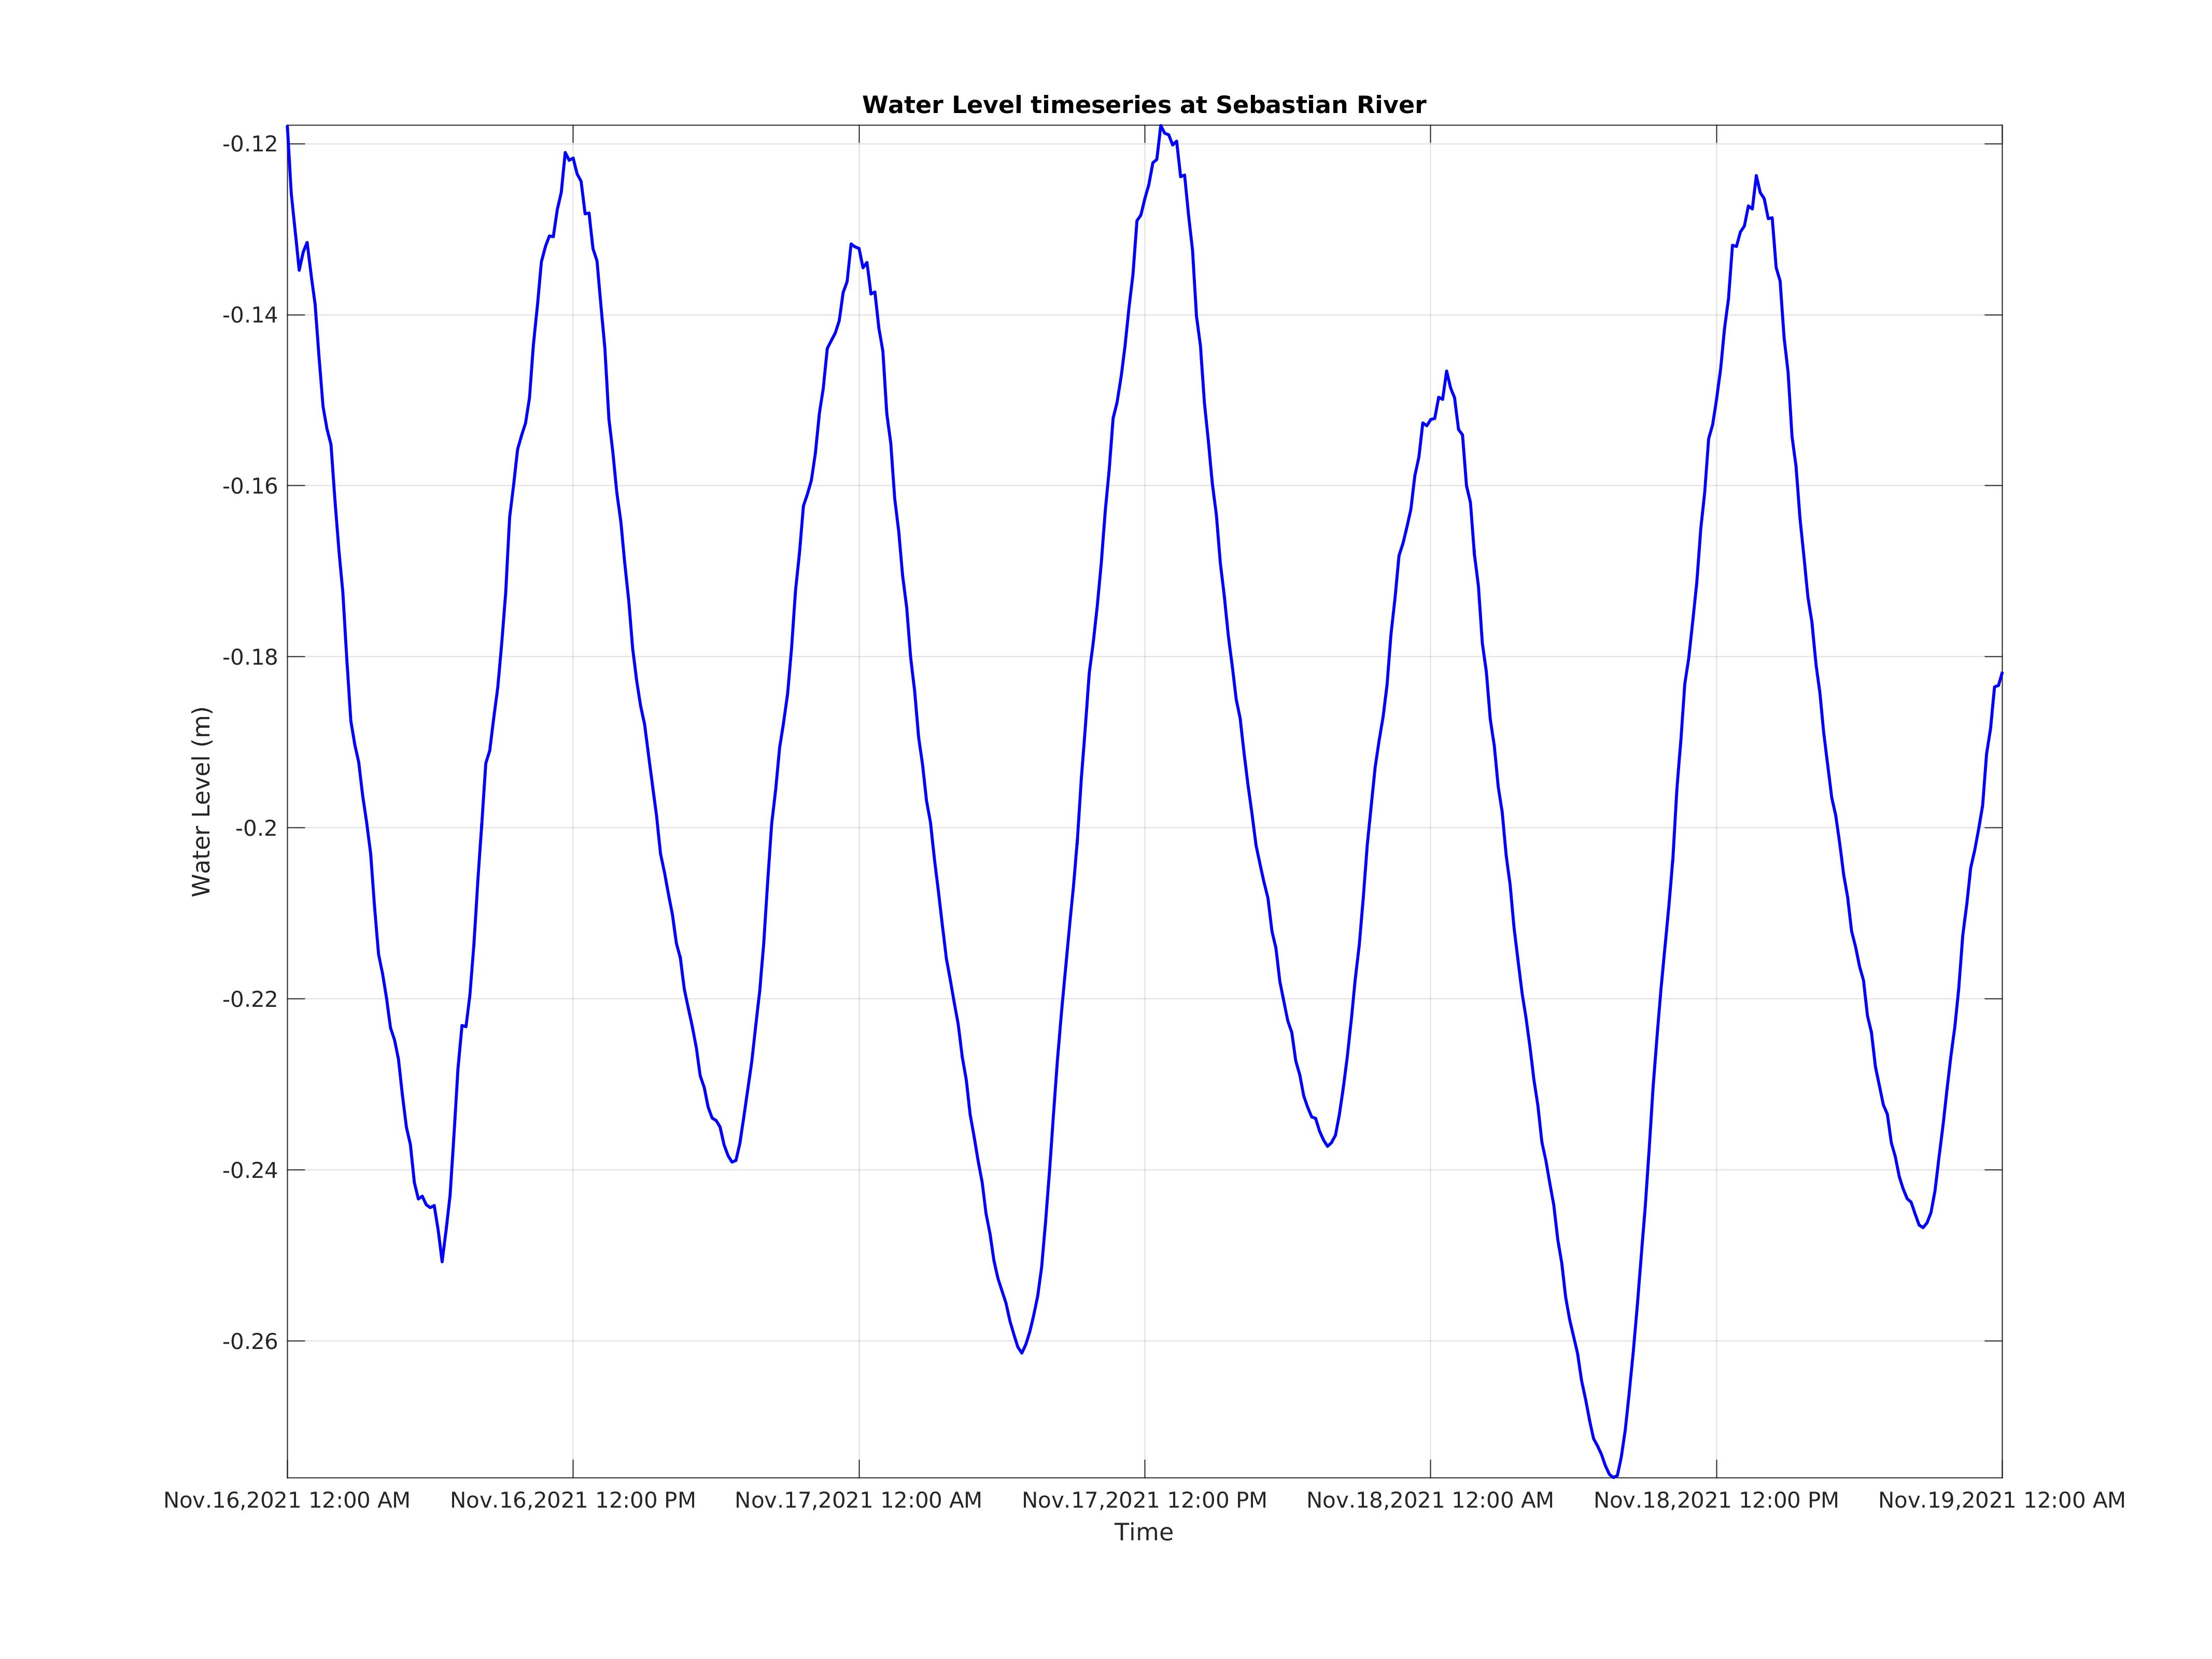 Water Level timeseries at Sebastian River
-0.12
-0.14
-0.16
-0.18
-0.2
-0.22
-0.24
-0.26
Water Level (m)
Nov.16,2021 12:00 AM Nov.16,2021 12:00 PM Nov.17,2021 12:00 AM Nov.17,2021 12:00 PM Nov.18,2021 12:00 AM Nov.18,2021 12:00 PM Nov.19,2021 12:00 AM
Time